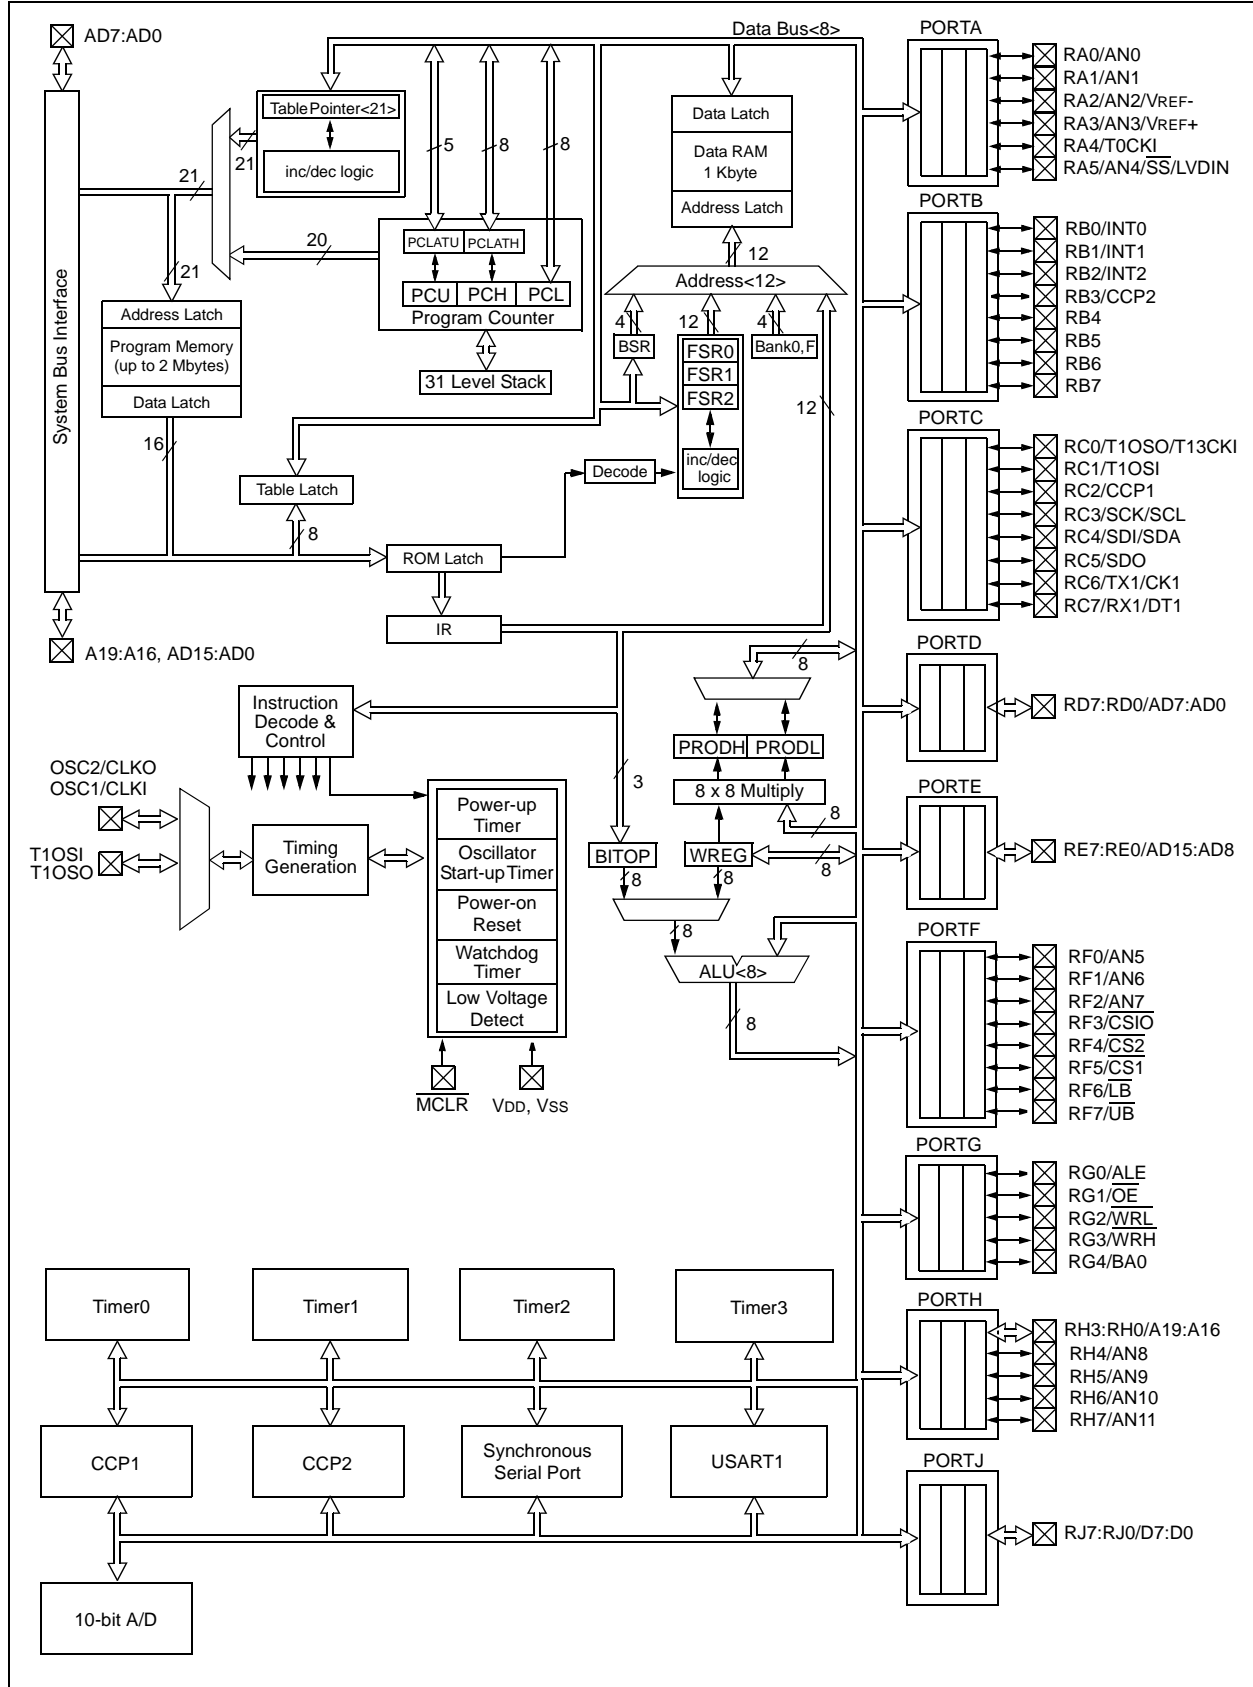 Data Bus<8>
AD7:AD0
System Bus Interface
A19:A16, AD15:AD0
21
21
Table Pointer<21>
inc/dec logic
21
20
Address Latch
Program Memory
(up to 2 Mbytes)
Data Latch
16
5
8
8
PCLATU PCLATH
PCU PCH PCL
Program Counter
31 Level Stack
Table Latch
8
ROM Latch
IR
Data Latch
Data RAM
1 Kbyte
Address Latch
12
Address<12>
4
12
4
BSR
FSR0
FSR1
FSR2
inc/dec
logic
Bank0, F
12
Decode
Instruction
Decode &
Control
OSC2/CLKO
OSC1/CLKI
T1OSI
T1OSO
Timing
Generation
Power-up
Timer
Oscillator
Start-up Timer
Power-on
Reset
Watchdog
Timer
Low Voltage
Detect
MCLR
VDD, VSS
8
PRODH PRODL
8 x 8 Multiply
3
8
BITOP
WREG
8
8
8
8
ALU<8>
8
Timer0
Timer1
Timer2
Timer3
CCP1
CCP2
Synchronous
Serial Port
USART1
10-bit A/D
PORTA
RA0/AN0
RA1/AN1
RA2/AN2/VREF-
RA3/AN3/VREF+
RA4/T0CKI
RA5/AN4/SS/LVDIN
PORTB
RB0/INT0
RB1/INT1
RB2/INT2
RB3/CCP2
RB4
RB5
RB6
RB7
PORTC
RC0/T1OSO/T13CKI
RC1/T1OSI
RC2/CCP1
RC3/SCK/SCL
RC4/SDI/SDA
RC5/SDO
RC6/TX1/CK1
RC7/RX1/DT1
PORTD
RD7:RD0/AD7:AD0
PORTE
RE7:RE0/AD15:AD8
PORTF
RF0/AN5
RF1/AN6
RF2/AN7
RF3/CSIO
RF4/CS2
RF5/CS1
RF6/LB
RF7/UB
PORTG
RG0/ALE
RG1/OE
RG2/WRL
RG3/WRH
RG4/BA0
PORTH
RH3:RH0/A19:A16
RH4/AN8
RH5/AN9
RH6/AN10
RH7/AN11
PORTJ
RJ7:RJ0/D7:D0